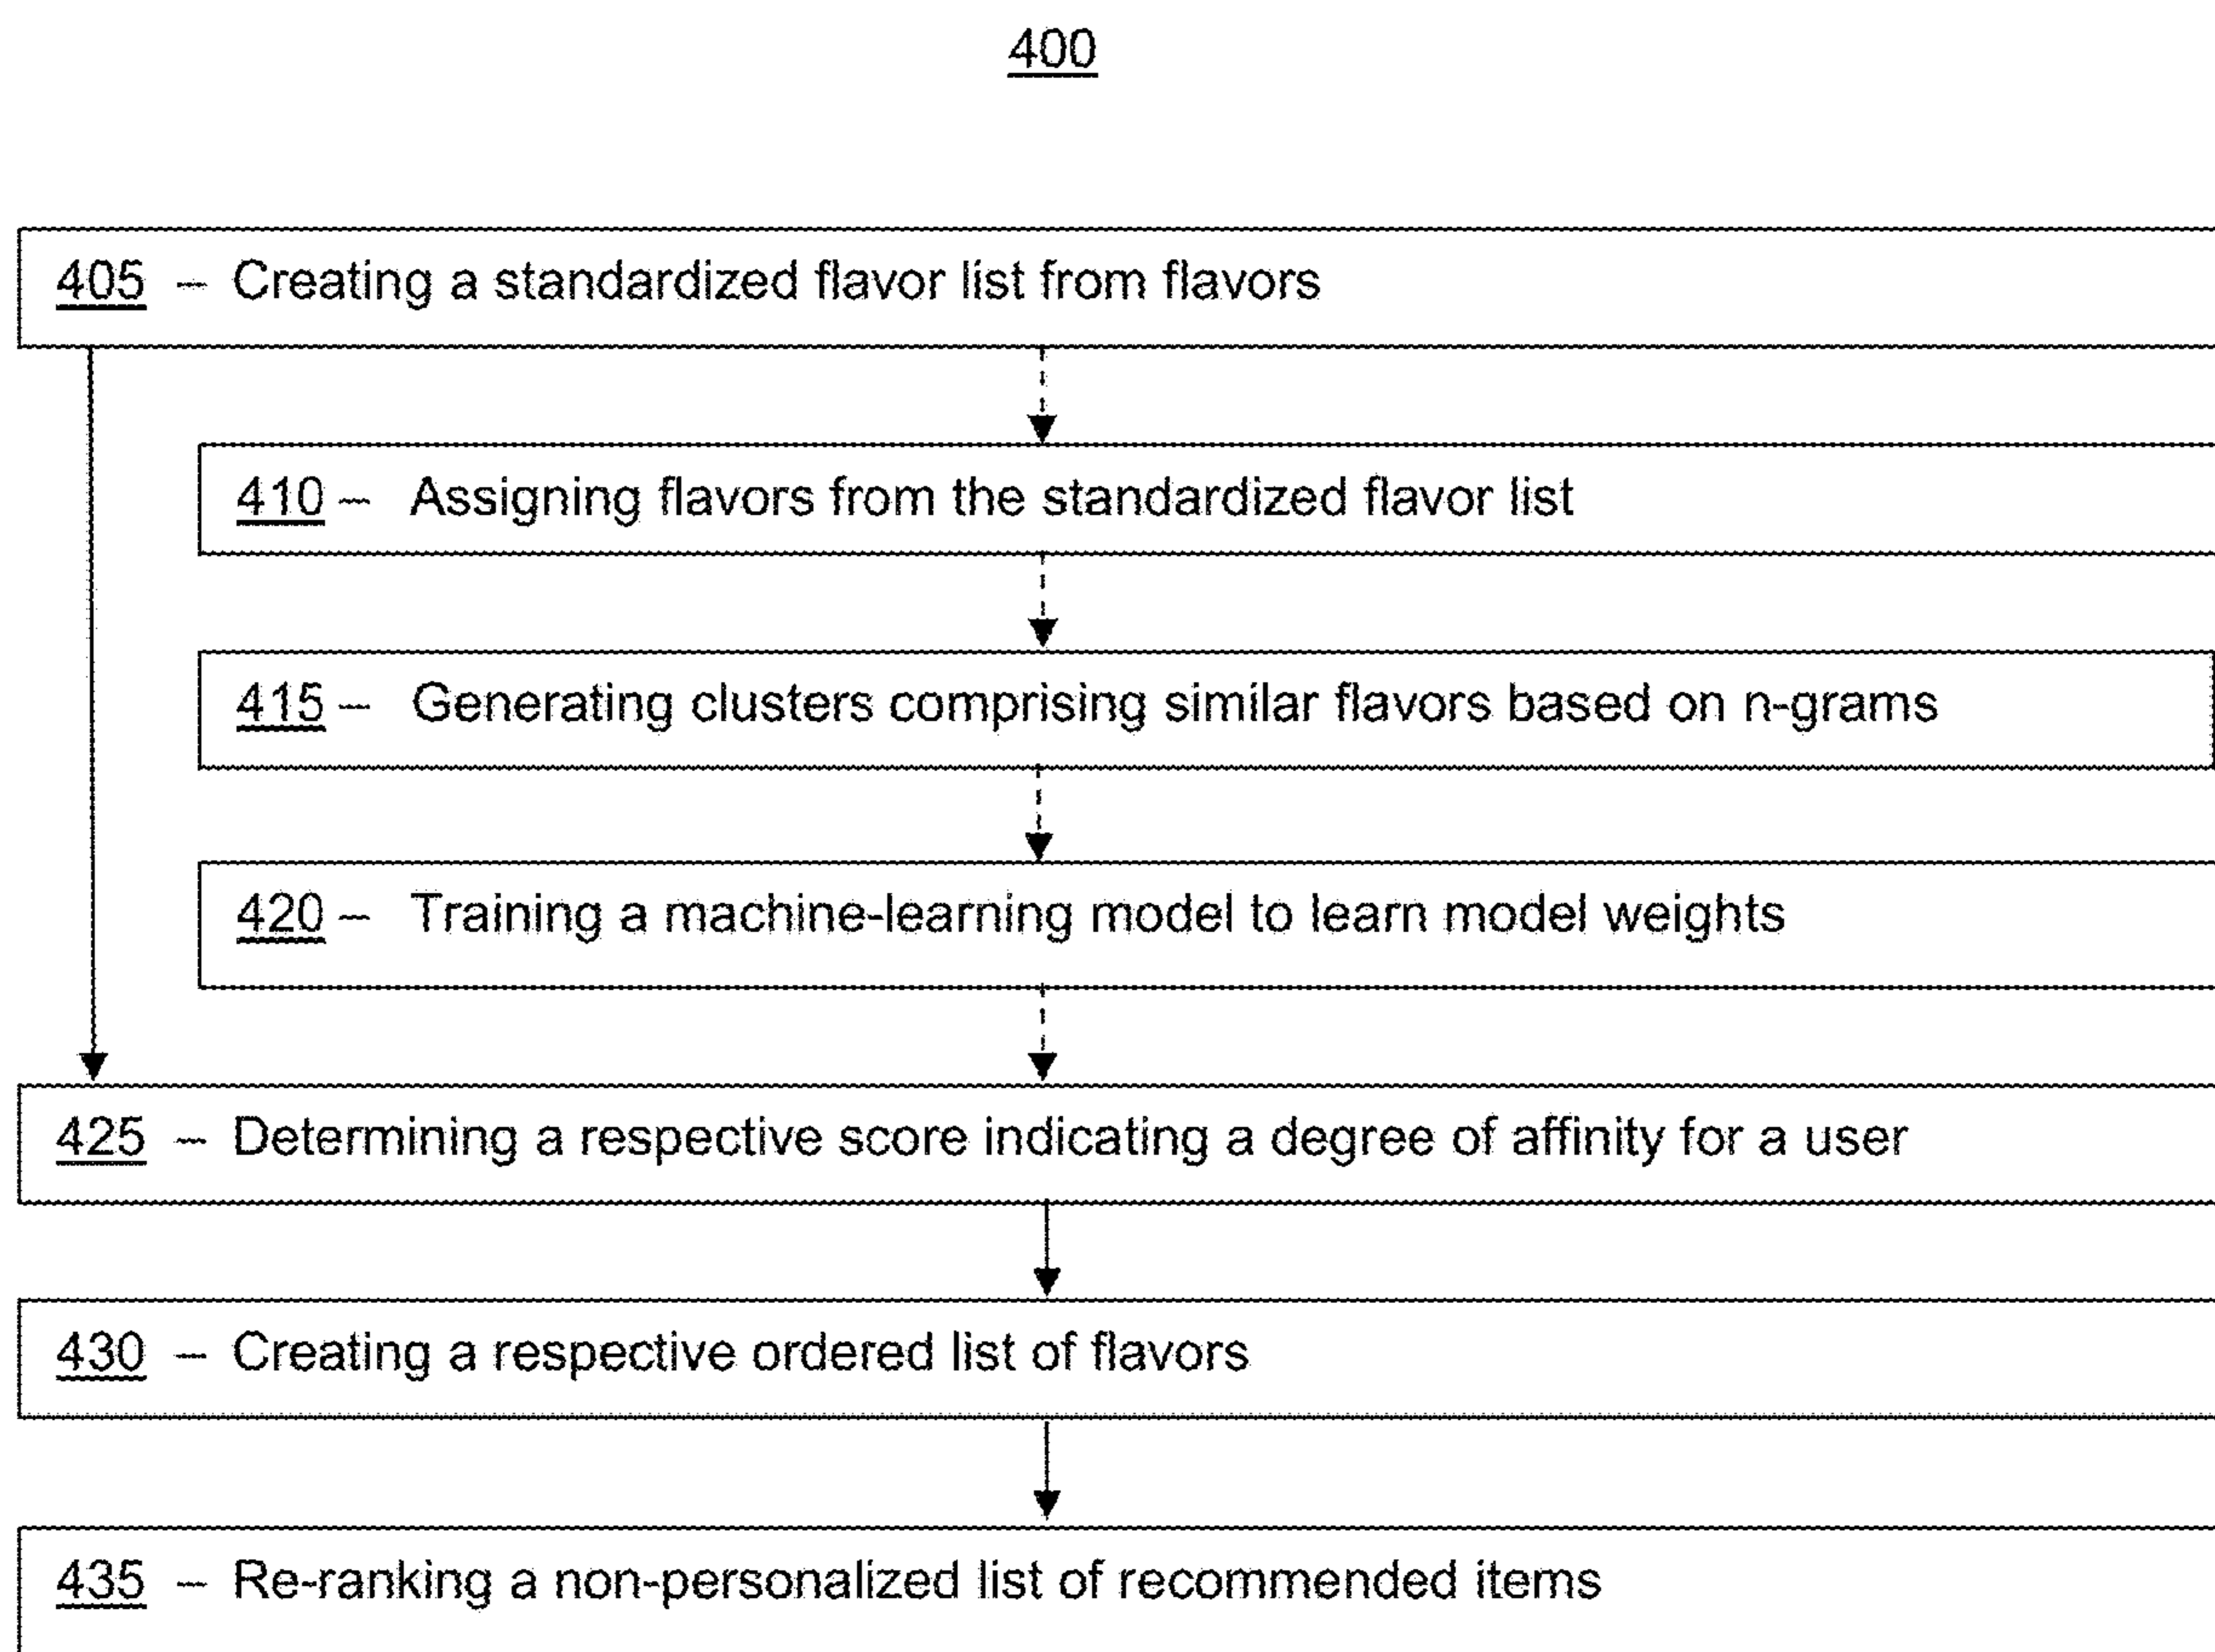 400
405 – Creating a standardized flavor list from flavors
410 – Assigning flavors from the standardized flavor list
415 – Generating clusters comprising similar flavors based on n-grams
420 – Training a machine-learning model to learn model weights
425 – Determining a respective score indicating a degree of affinity for a user
430 – Creating a respective ordered list of flavors
435 – Re-ranking a non-personalized list of recommended items